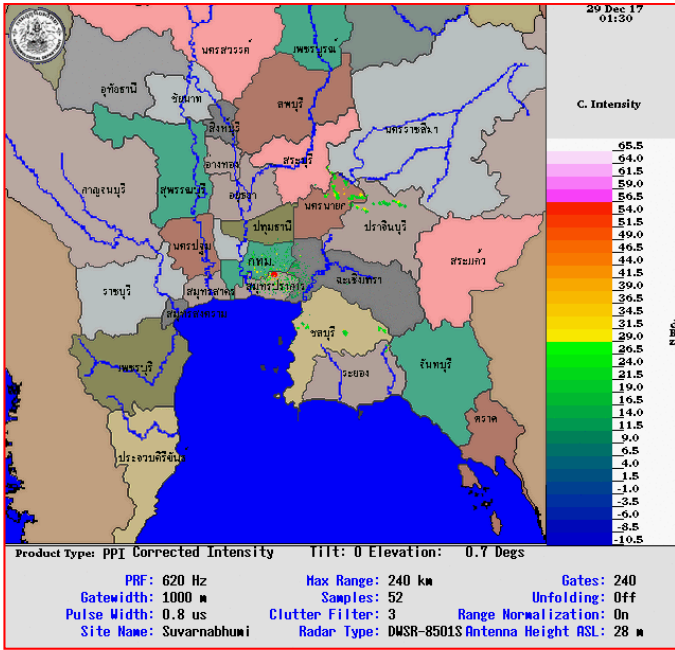 29 Dec 17
01:30
C. Intensity
65.5
64.0
61.5
59.0
56.5
54.0
51.5
49.0
46.5
44.0
41.5
39.0
36.5
34.0
31.5
29.0
26.5
24.0
21.5
19.0
16.5
14.0
11.5
9.0
6.5
4.0
1.5
-1.0
-3.5
-6.0
-8.5
-10.5
นครสวรรค์
เพชรบูรณ์
อุทัยธานี
ชัยนาท
ลพบุรี
สิงห์บุรี
นครราชสีมา
อ่างทอง
สระบุรี
กาญจนบุรี
สุพรรณบุรี
อยุธยา
นครนายก
ปทุมธานี
ปราจีนบุรี
นครปฐม
กทม.
สระแก้ว
ราชบุรี
สมุทรสาคร
สมุทรปราการ
ฉะเชิงเทรา
สมุทรสงคราม
ชลบุรี
เพชรบุรี
ระยอง
จันทบุรี
ตราด
ประจวบคีรีขันธ์
Product Type: PPI Corrected Intensity Tilt: 0 Elevation: 0.7 Degs
PRF: 620 Hz Max Range: 240 km Gates: 240
Gatewidth: 1000 m Samples: 52 Unfolding: Off
Pulse Width: 0.8 us Clutter Filter: 3 Range Normalization: On
Site Name: Suvarnabhumi Radar Type: DWSR-8501S Antenna Height ASL: 28 m